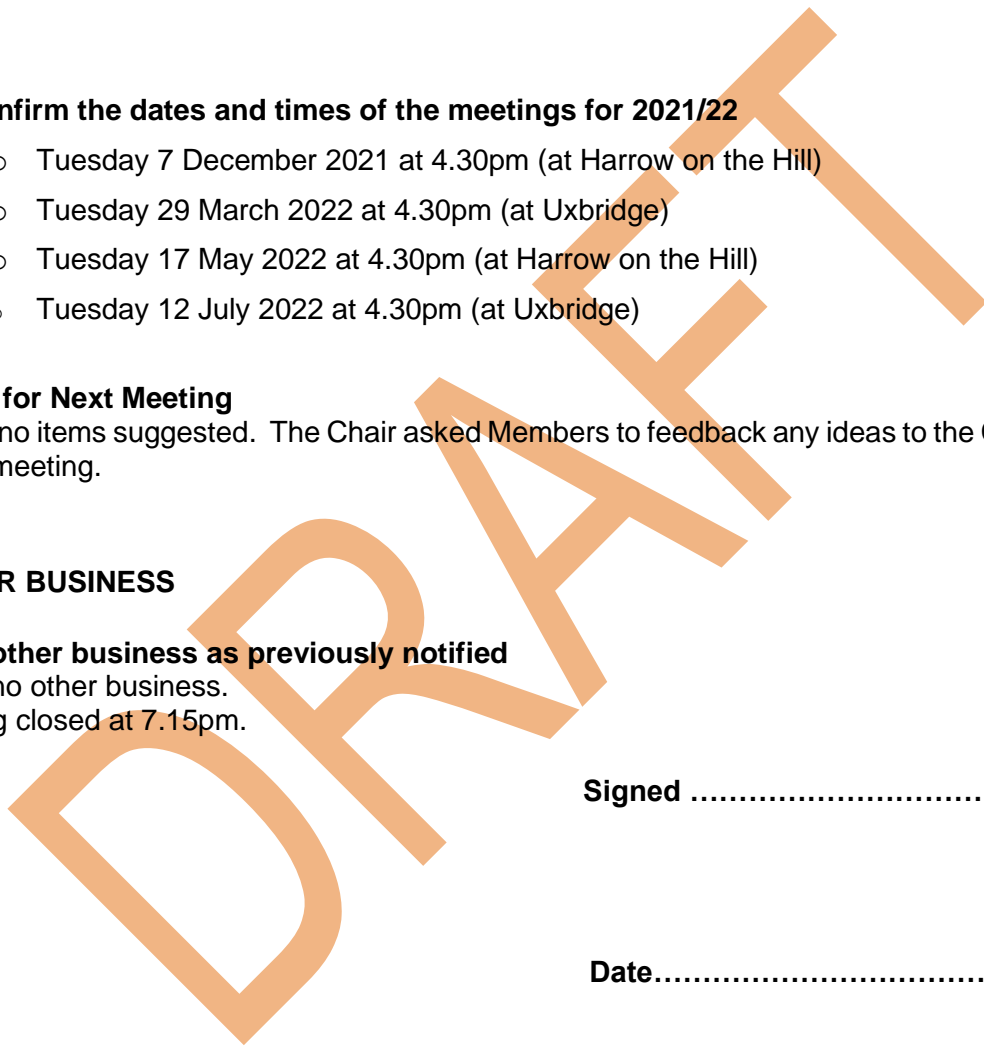 nfirm the dates and times of the meetings for 2021/22
o Tuesday 7 December 2021 at 4.30pm (at Harrow on the Hill)
o Tuesday 29 March 2022 at 4.30pm (at Uxbridge)
o Tuesday 17 May 2022 at 4.30pm (at Harrow on the Hill)
o Tuesday 12 July 2022 at 4.30pm (at Uxbridge)
for Next Meeting
no items suggested. The Chair asked Members to feedback any ideas to the
meeting.
R BUSINESS
other business as previously notified
no other business.
g closed at 7.15pm.
Signed …………………………
Date……………………………
DRAFT